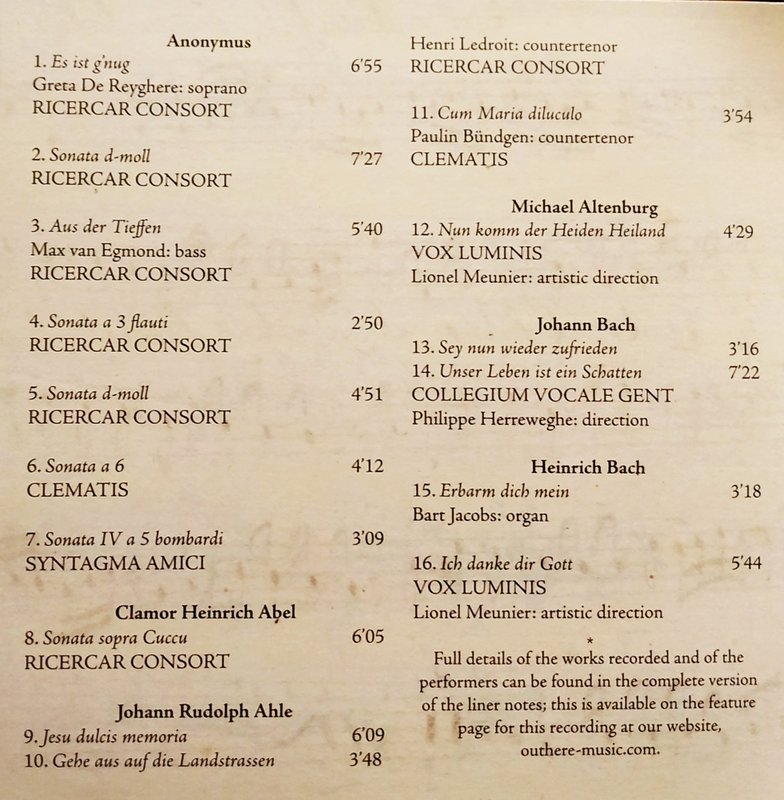 Anonymus
1. Es ist g'nug 6'55
Greta De Reyghere: soprano
RICERCAR CONSORT
2. Sonata d-moll 7'27
RICERCAR CONSORT
3. Aus der Tieffen 5'40
Max van Egmond: bass
RICERCAR CONSORT
4. Sonata a 3 flauti 2'50
RICERCAR CONSORT
5. Sonata d-moll 4'51
RICERCAR CONSORT
6. Sonata a 6 4'12
CLEMATIS
7. Sonata IV a 5 bombardi 3'09
SYNTAGMA AMICI
Clamor Heinrich Abel
8. Sonata sopra Cuccu 6'05
RICERCAR CONSORT
Johann Rudolph Ahle
9. Jesu dulcis memoria 6'09
10. Gehe aus auf die Landstrassen 3'48
Henri Ledroit: countertenor
RICERCAR CONSORT
11. Cum Maria diluculo 3'54
Paulin Bündgen: countertenor
CLEMATIS
Michael Altenburg
12. Nun komm der Heiden Heiland 4'29
VOX LUMINIS
Lionel Meunier: artistic direction
Johann Bach
13. Sey nun wieder zufrieden 3'16
14. Unser Leben ist ein Schatten 7'22
COLLEGIUM VOCALE GENT
Philippe Herreweghe: direction
Heinrich Bach
15. Erbarm dich mein 3'18
Bart Jacobs: organ
16. Ich danke dir Gott 5'44
VOX LUMINIS
Lionel Meunier: artistic direction
*
Full details of the works recorded and of the
performers can be found in the complete version
of the liner notes; this is available on the feature
page for this recording at our website,
outhere-music.com.